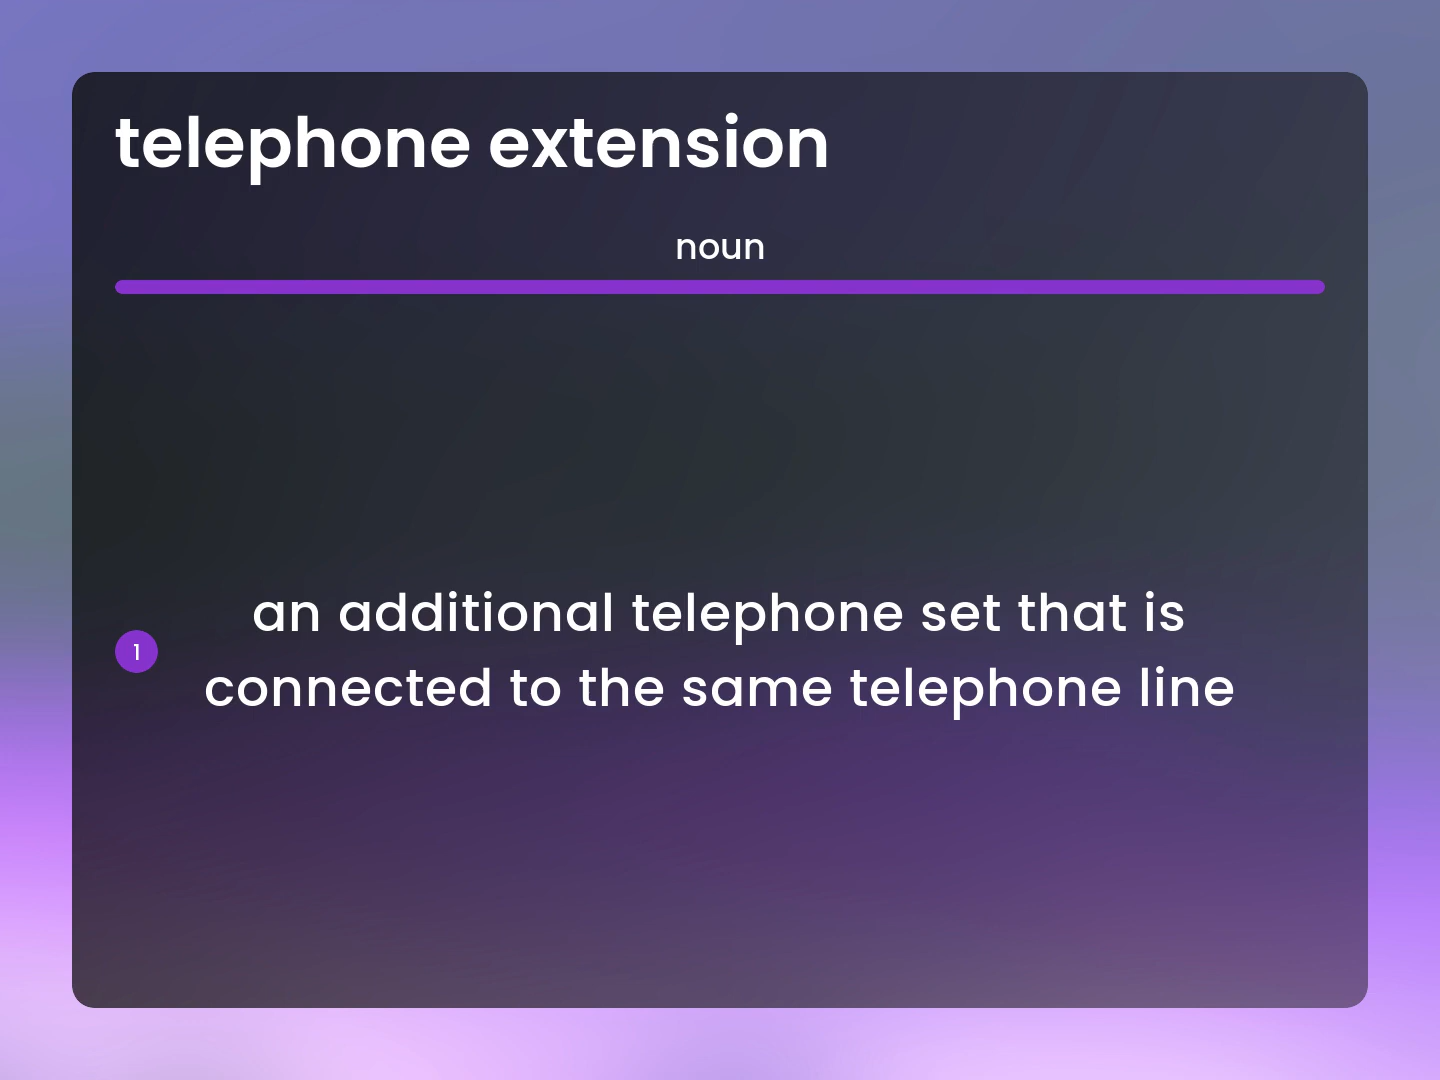 telephone extension
noun
1
an additional telephone set that is
connected to the same telephone line